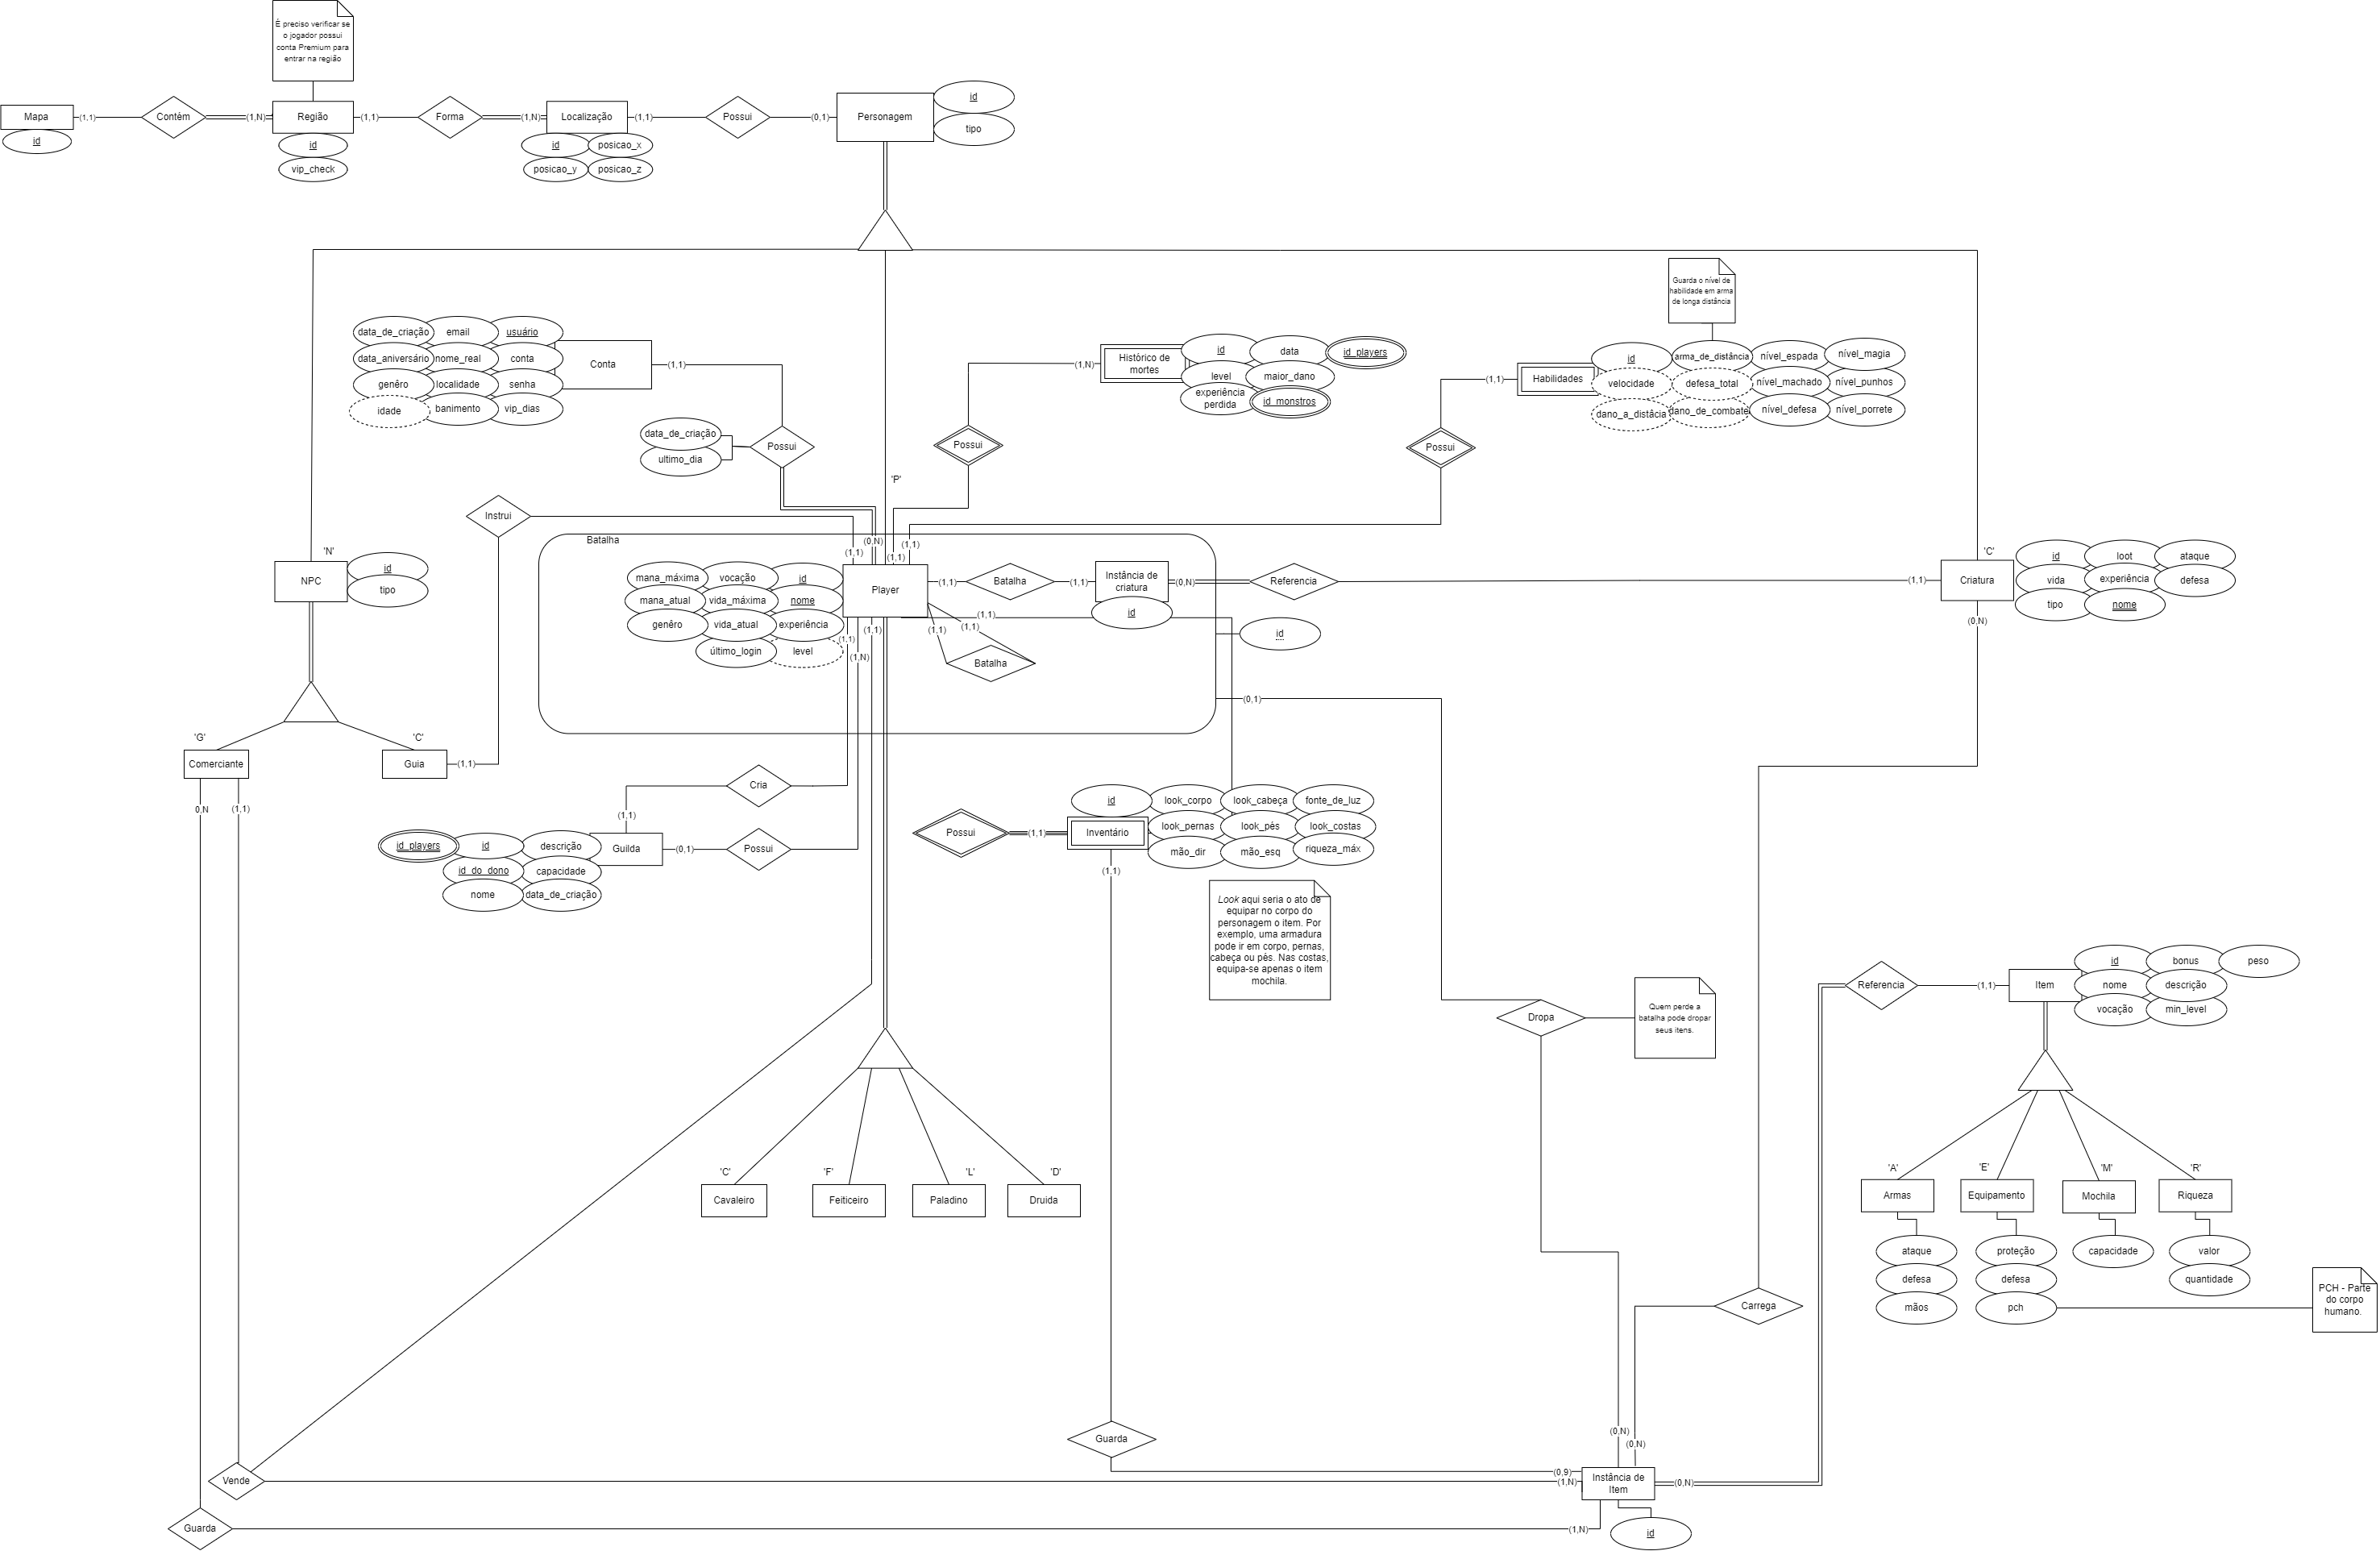 È preciso verificar se
o jogador possui
conta Premium para
entrar na região
Mapa
(1,1)
Contèm
(1,N)
Região
(1,1)
Forma
(1,N)
Localização
(1,1)
Possui
(0,1)
Personagem
id
tipo
id
id
vip_check
id
posicao_x
posicao_y
posicao_z
Guarda o nível de
habilidade em arma
de longa distância
data_de_criação
email
usuário
data_aniversário
nome_real
conta
genêro
localidade
senha
idade
banimento
vip_dias
Conta
(1,1)
(1,N)
Histórico de
mortes
id
data
id_players
level
maior_dano
experiência
perdida
id_monstros
(1,1)
Habilidades
id
arma_de_distância
nível_espada
nível_magia
velocidade
defesa_total
nível_machado
nível_punhos
dano_a_distâcia
dano_de_combate
nível_defesa
nível_porrete
data_de_criação
ultimo_dia
Possui
Possui
Possui
'P'
Instrui
Batalha
(1,1)
(0,N)
(1,1)
(1,1)
'N'
NPC
id
tipo
mana_máxima
vocação
id
mana_atual
vida_máxima
nome
genêro
vida_atual
experiência
último_login
level
Player
(1,1)
Batalha
(1,1)
Instância de
criatura
id
(0,N)
Referencia
(1,1)
'C'
Criatura
id
loot
ataque
vida
experiência
defesa
tipo
nome
(0,N)
(1,1)
(1,1)
(1,1)
(1,1)
(1,1)
(1,N)
Batalha
id
(0,1)
'G'
'C'
Comerciante
Guia
(1,1)
0,N
(1,1)
Cria
(1,1)
id_players
id
descrição
id_do_dono
capacidade
nome
data_de_criação
Guilda
(0,1)
Possui
Possui
(1,1)
Inventário
id
look_corpo
look_cabeça
fonte_de_luz
look_pernas
look_pés
look_costas
mão_dir
mão_esq
riqueza_máx
(1,1)
Look aqui seria o ato de
equipar no corpo do
personagem o item. Por
exemplo, uma armadura
pode ir em corpo, pernas,
cabeça ou pés. Nas costas,
equipa-se apenas o item
mochila.
Dropa
Quem perde a
batalha pode dropar
seus itens.
Referencia
(1,1)
Item
id
bonus
peso
nome
descrição
vocação
min_level
'C'
'F'
'L'
'D'
Cavaleiro
Feiticeiro
Paladino
Druida
'A'
'E'
'M'
'R'
Armas
Equipamento
Mochila
Riqueza
ataque
proteção
capacidade
valor
defesa
defesa
quantidade
mãos
pch
PCH - Parte
do corpo
humano.
Carrega
Guarda
(0,N)
(0,N)
(0,9)
Vende
(1,N)
Instância de
Item
(0,N)
Guarda
(1,N)
id